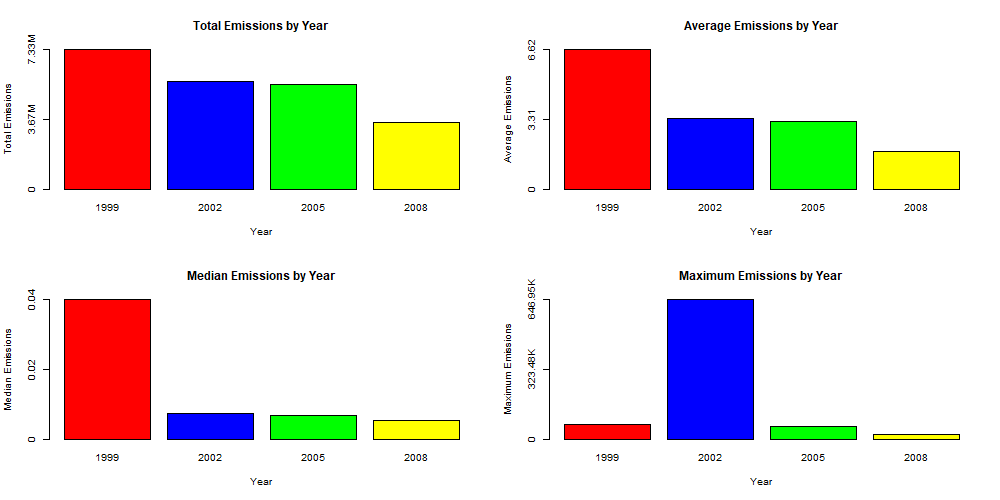 Total Emissions by Year
Total Emissions
7.33M
3.67M
0
1999 2002 2005 2008
Year
Average Emissions by Year
Average Emissions
6.62
3.31
0
1999 2002 2005 2008
Year
Median Emissions by Year
Median Emissions
0.04
0.02
0
1999 2002 2005 2008
Year
Maximum Emissions by Year
Maximum Emissions
646.95K
323.48K
0
1999 2002 2005 2008
Year